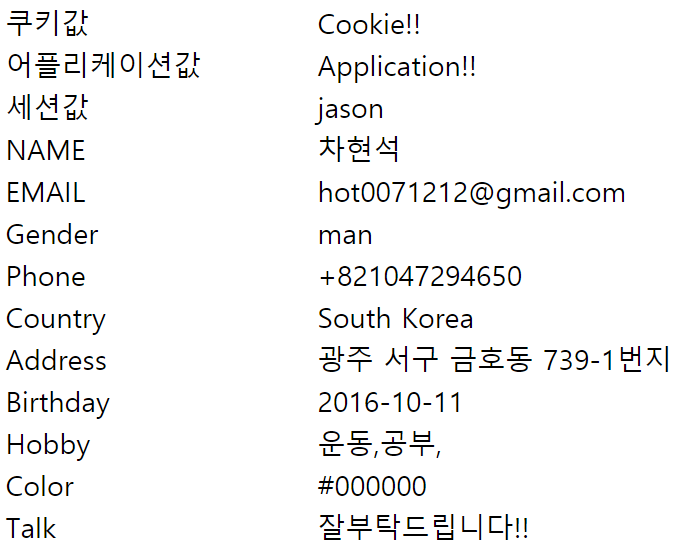 쿠키값 Cookie!!
어플리케이션값 Application!!
세션값 jason
NAME 차현석
EMAIL hot0071212@gmail.com
Gender man
Phone +821047294650
Country South Korea
Address 광주 서구 금호동 739-1번지
Birthday 2016-10-11
Hobby 운동,공부,
Color #000000
Talk 잘부탁드립니다!!